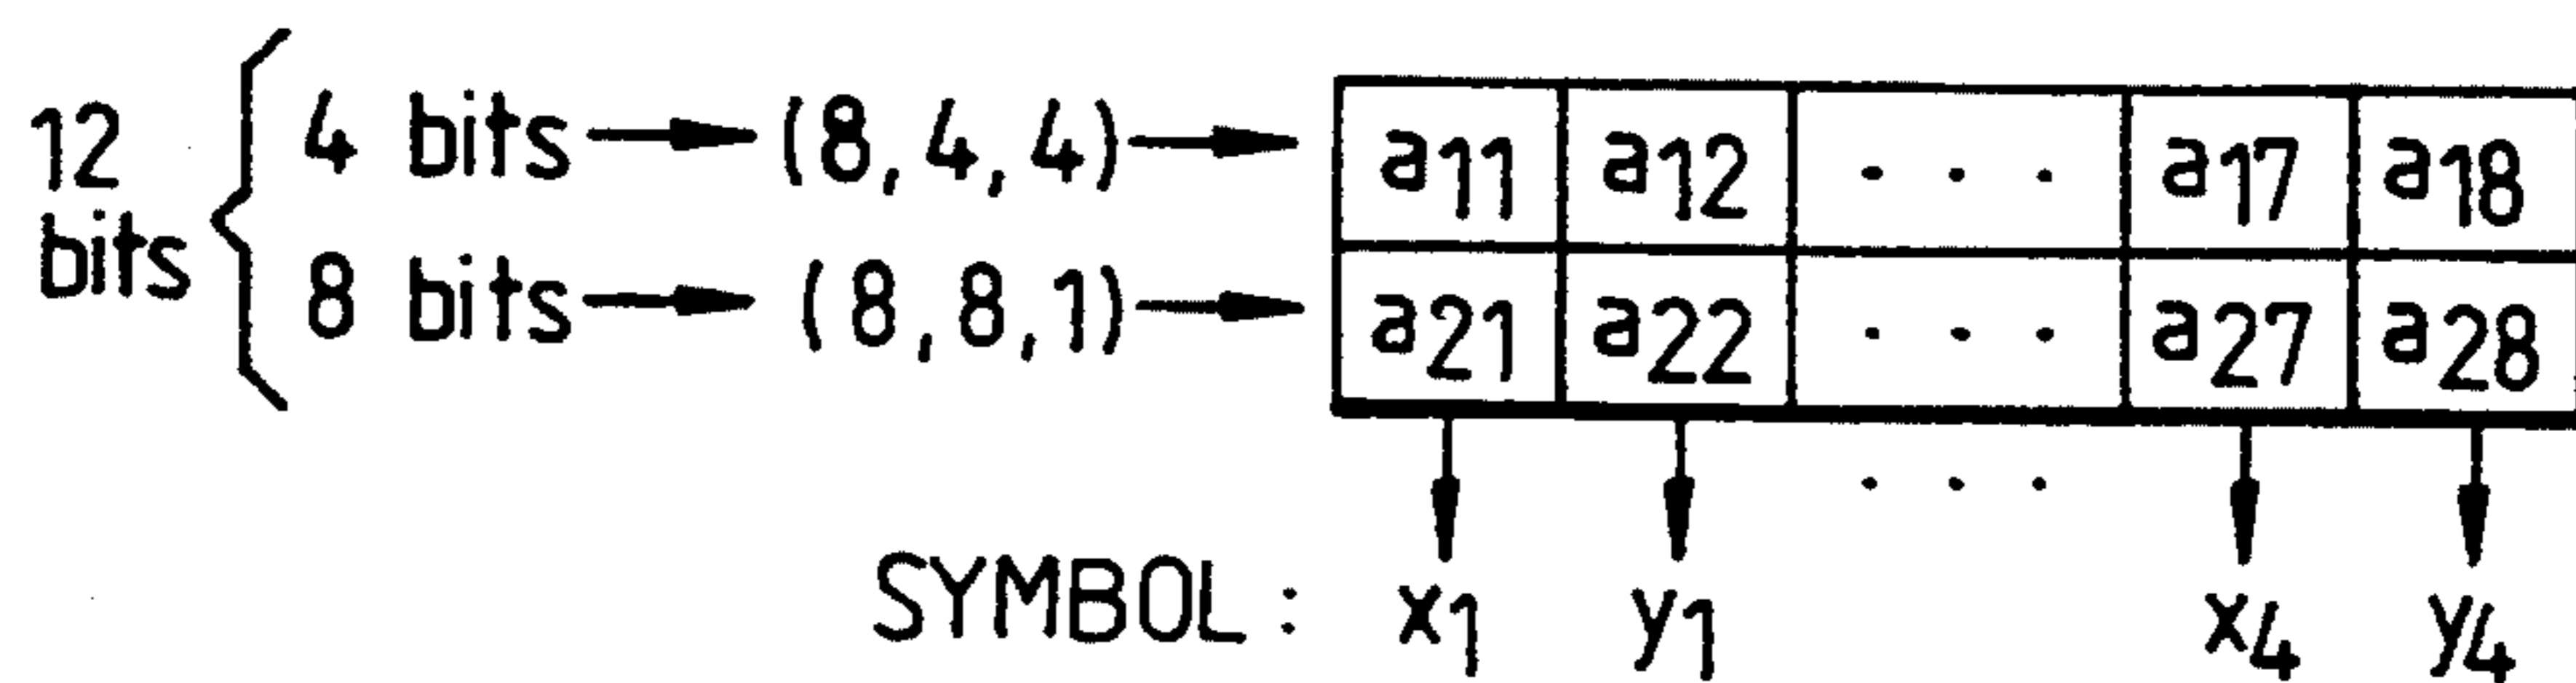 12 bits
4 bits (8,4,4) a11 a12 . . . a17 a18
8 bits (8,8,1) a21 a22 . . . a27 a28
. . .
SYMBOL : x1 y1 x4 y4